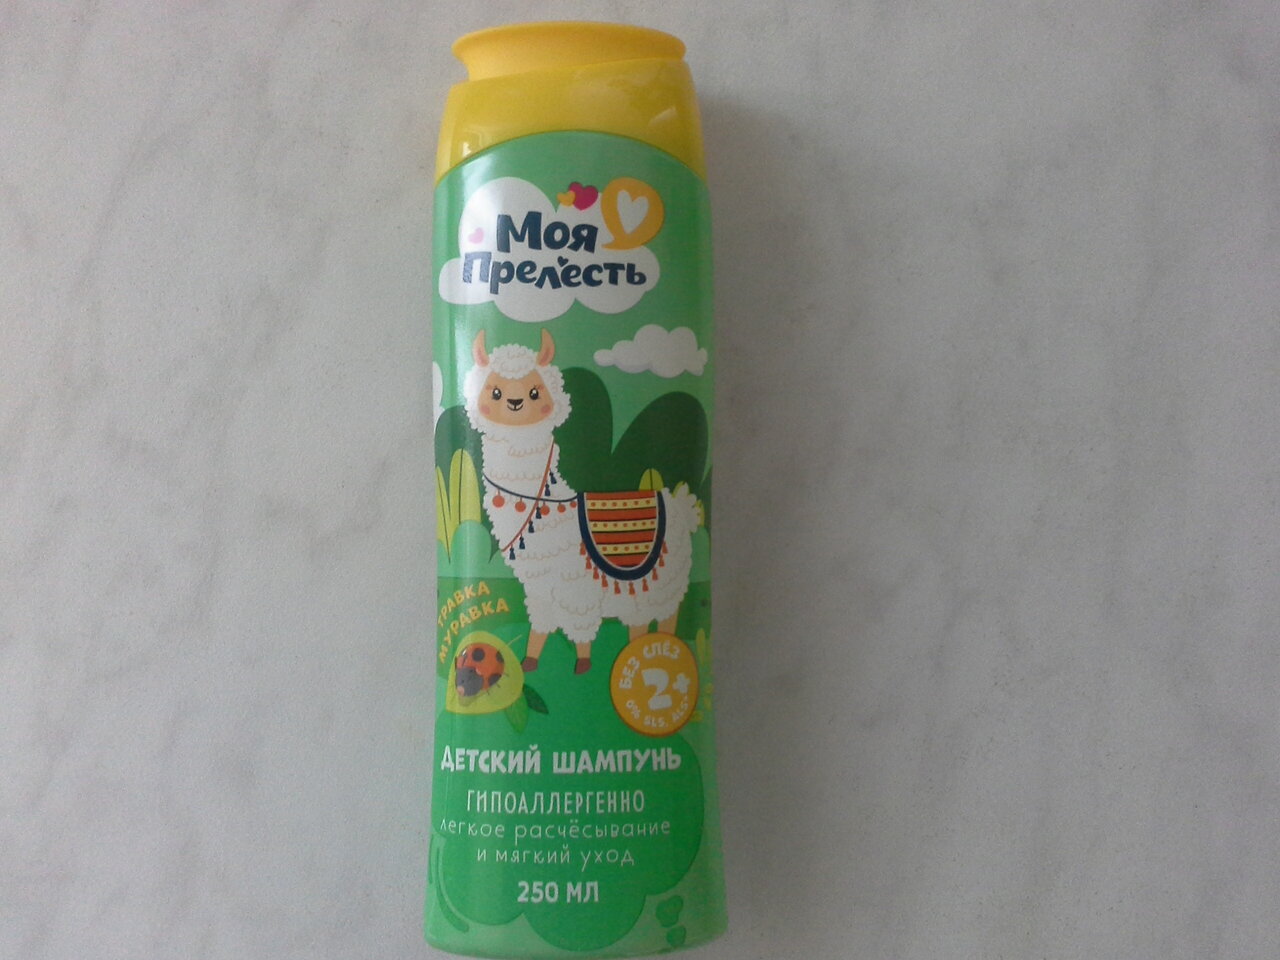 Моя
Прелесть
ТРАВКА
МУРАВКА
БЕЗ СЛЁЗ
2+
0% SLS, ALS
ДЕТСКИЙ ШАМПУНЬ
ГИПОАЛЛЕРГЕННО
легкое расчёсывание
и мягкий уход
250 МЛ